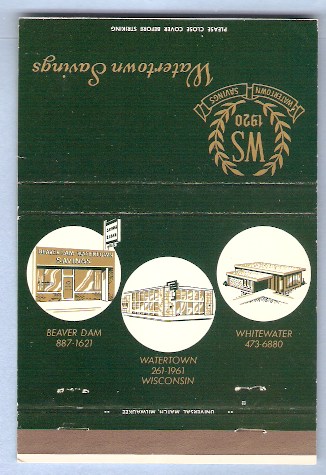 PLEASE CLOSE COVER BEFORE STRIKING
Watertown Savings
WATERTOWN SAVINGS
1920
WS
BEAVER DAM WATERTOWN
SAVINGS
BEAVER DAM
887-1621
WATERTOWN
261-1961
WISCONSIN
WHITEWATER
473-6880
UNIVERSAL MATCH, MILWAUKEE